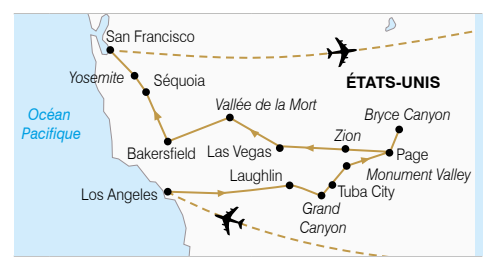 San Francisco
ÉTATS-UNIS
Yosemite
Séquoia
Vallée de la Mort
Bryce Canyon
Océan
Pacifique
Zion
Bakersfield
Las Vegas
Page
Laughlin
Monument Valley
Los Angeles
Tuba City
Grand
Canyon